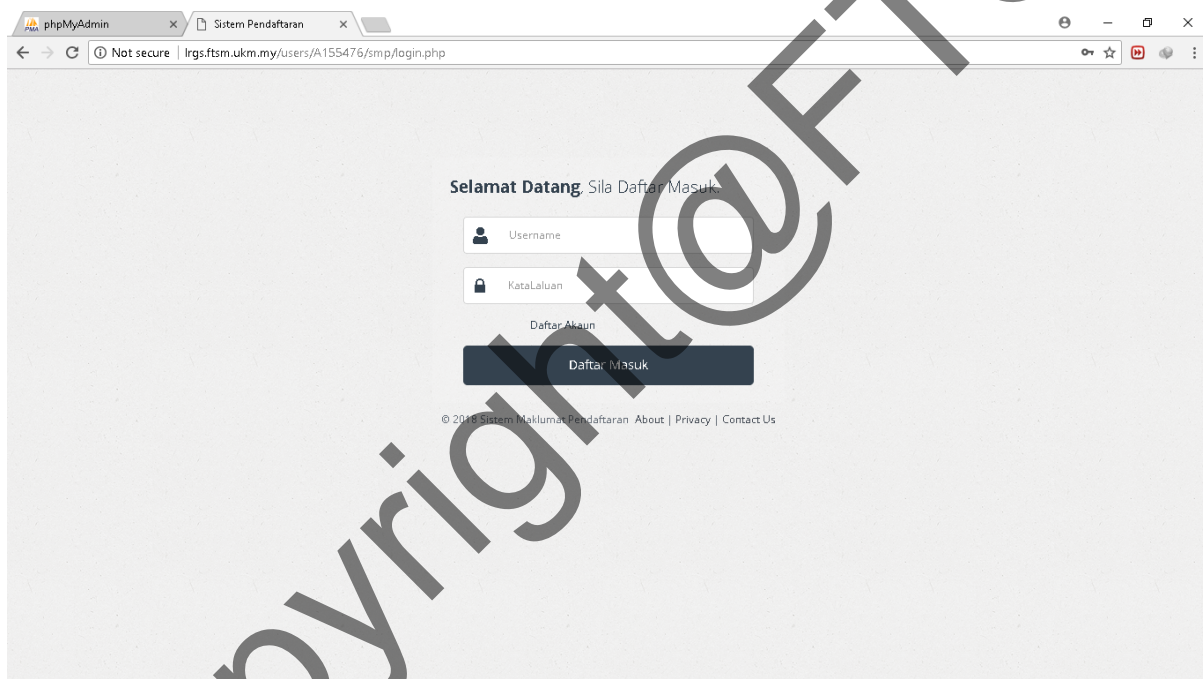 phpMyAdmin
Sistem Pendaftaran
Not secure | lrgs.ftsm.ukm.my/users/A155476/smp/login.php
Selamat Datang, Sila Daftar Masuk.
Username
KataLaluan
Daftar Akaun
Daftar Masuk
© 2018 Sistem Maklumat Pendaftaran About | Privacy | Contact Us
pyright@FT